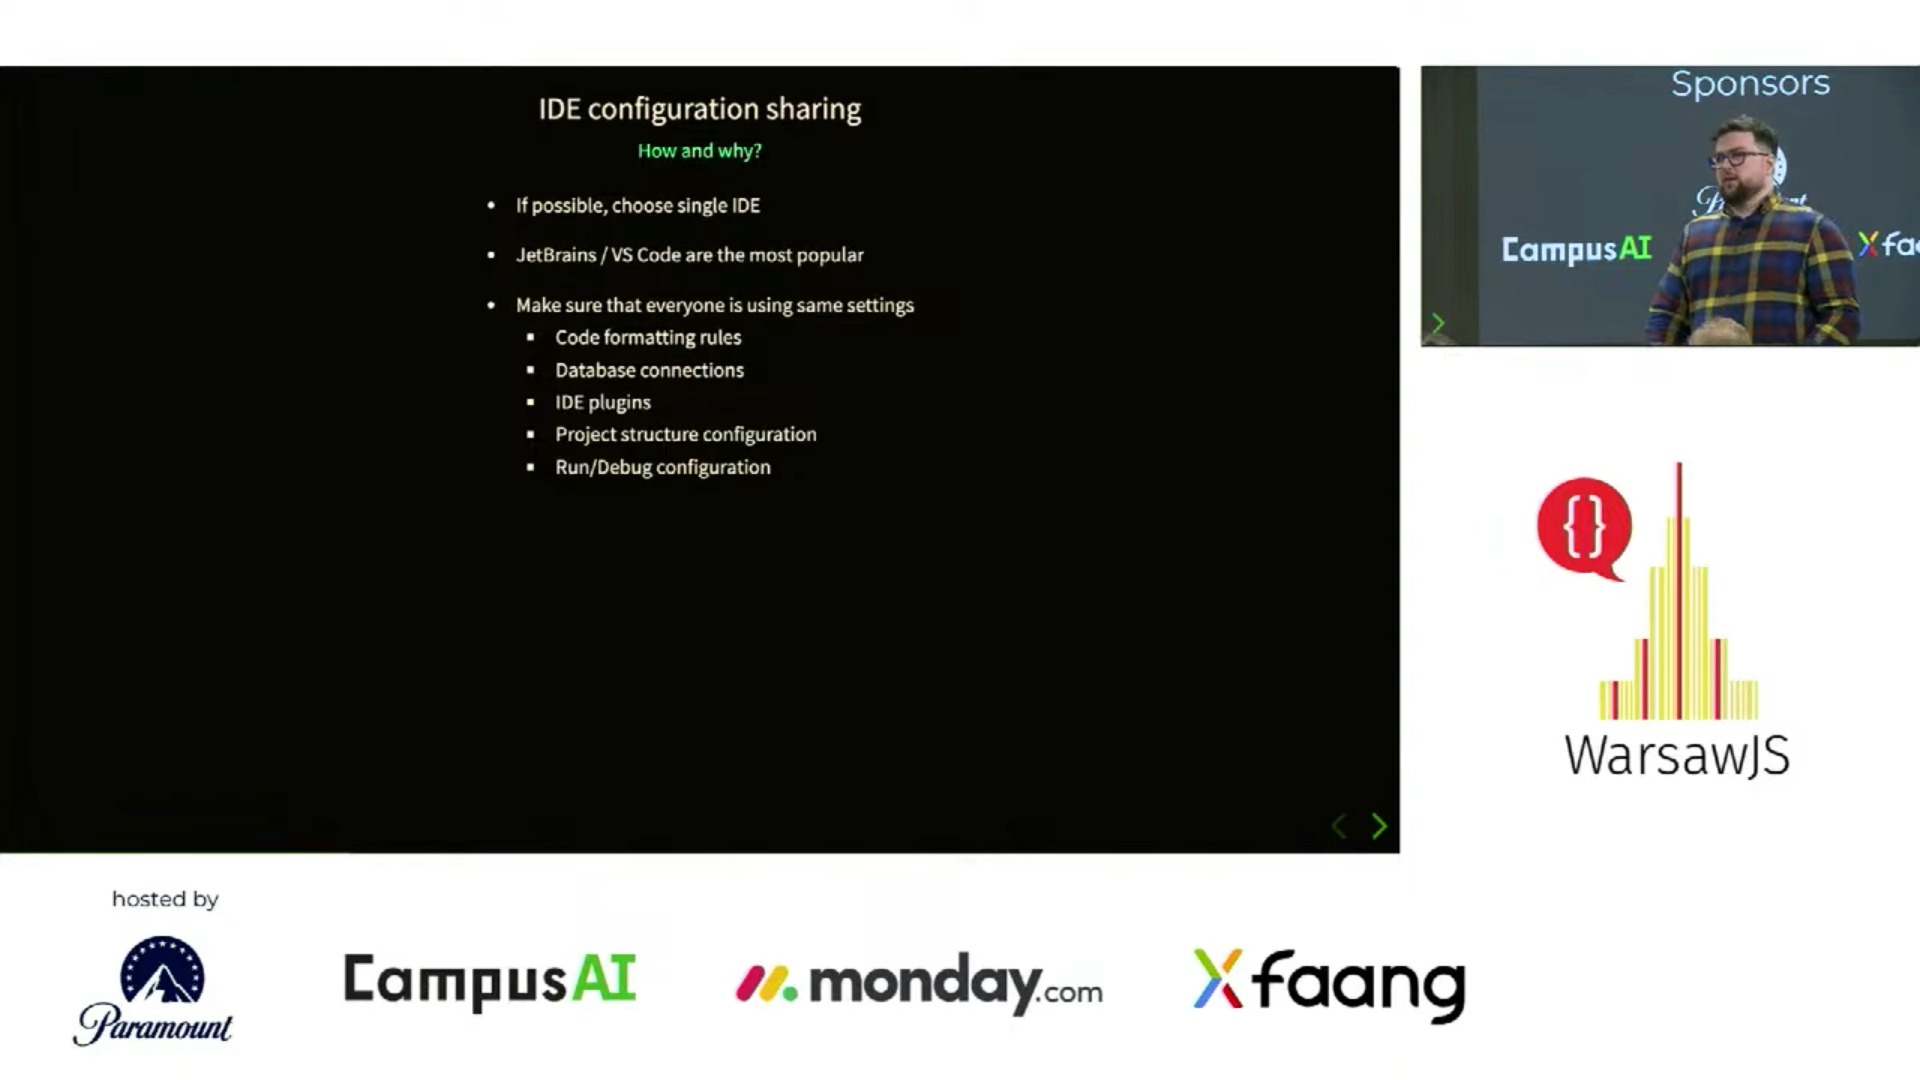 IDE configuration sharing
How and why?
If possible, choose single IDE
JetBrains / VS Code are the most popular
Make sure that everyone is using same settings
Code formatting rules
Database connections
IDE plugins
Project structure configuration
Run/Debug configuration
Sponsors
CampusAI
{}
WarsawJS
hosted by
Paramount
CampusAI
monday.com
Xfaang